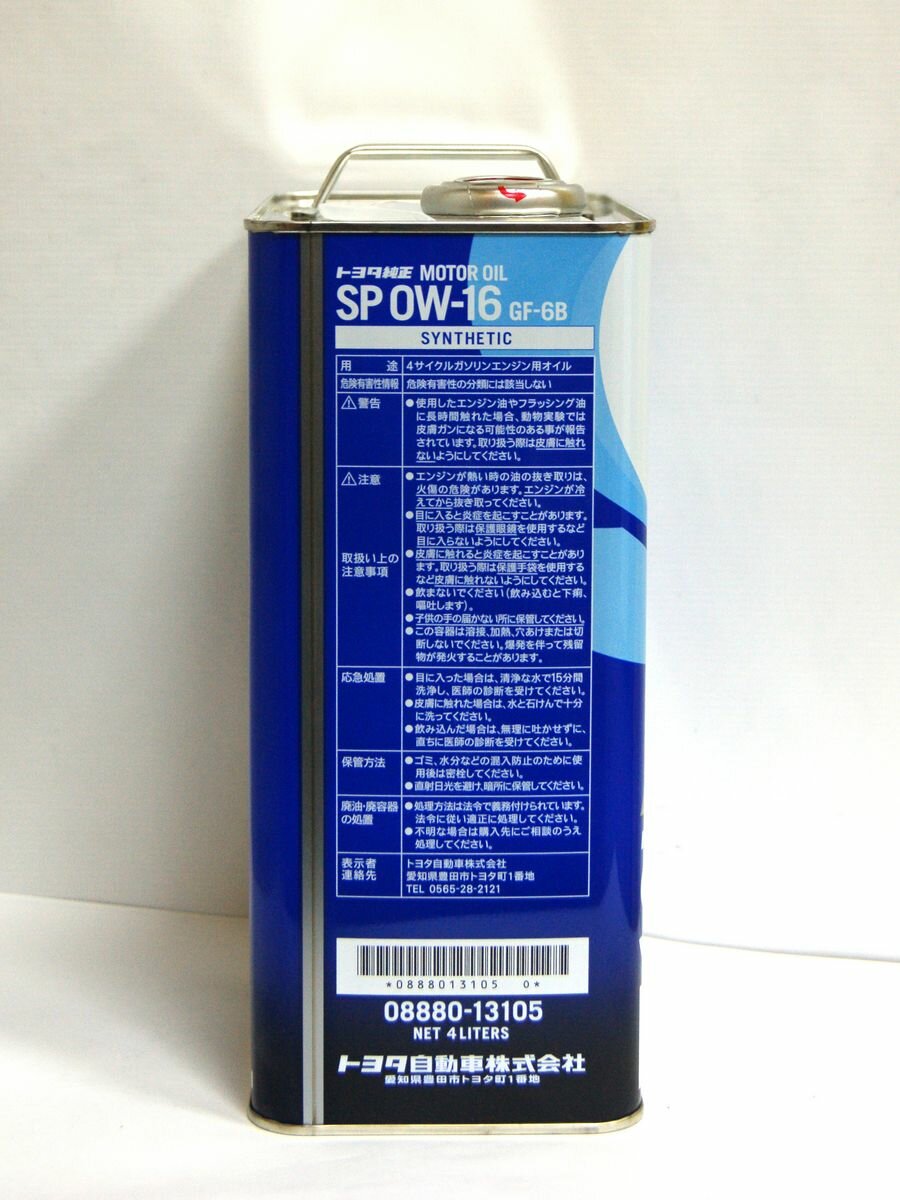 トヨタ純正 MOTOR OIL
SP 0W-16 GF-6B
SYNTHETIC
用途 4サイクルガソリンエンジン用オイル
危険有害性情報 危険有害性の分類には該当しない
⚠警告 ●使用したエンジン油やフラッシング油
に長時間触れた場合、動物実験では
皮膚ガンになる可能性のある事が報告
されています。取り扱う際は皮膚に触れ
ないようにしてください。
⚠注意 ●エンジンが熱い時の油の抜き取りは、
火傷の危険があります。エンジンが冷
えてから抜き取ってください。
●目に入ると炎症を起こすことがあります。
取り扱う際は保護眼鏡を使用するなど
目に入らないようにしてください。
取扱い上の ●皮膚に触れると炎症を起こすことがあり
注意事項 ます。取り扱う際は保護手袋を使用する
など皮膚に触れないようにしてください。
●飲まないでください(飲み込むと下痢、
嘔吐します)。
●子供の手の届かない所に保管してください。
●この容器は溶接、加熱、穴あけまたは切
断しないでください。爆発を伴って残留
物が発火することがあります。
応急処置 ●目に入った場合は、清浄な水で15分間
洗浄し、医師の診断を受けてください。
●皮膚に触れた場合は、水と石けんで十分
に洗ってください。
●飲み込んだ場合は、無理に吐かせずに、
直ちに医師の診断を受けてください。
保管方法 ●ゴミ、水分などの混入防止のために使
用後は密栓してください。
●直射日光を避け、暗所に保管してください。
廃油・廃容器 ●処理方法は法令で義務付けられています。
の処置 法令に従い適正に処理してください。
●不明な場合は購入先にご相談のうえ
処理してください。
表示者 トヨタ自動車株式会社
連絡先 愛知県豊田市トヨタ町1番地
TEL 0565-28-2121
*0888013105 0*
08880-13105
NET 4 LITERS
トヨタ自動車株式会社
愛知県豊田市トヨタ町1番地